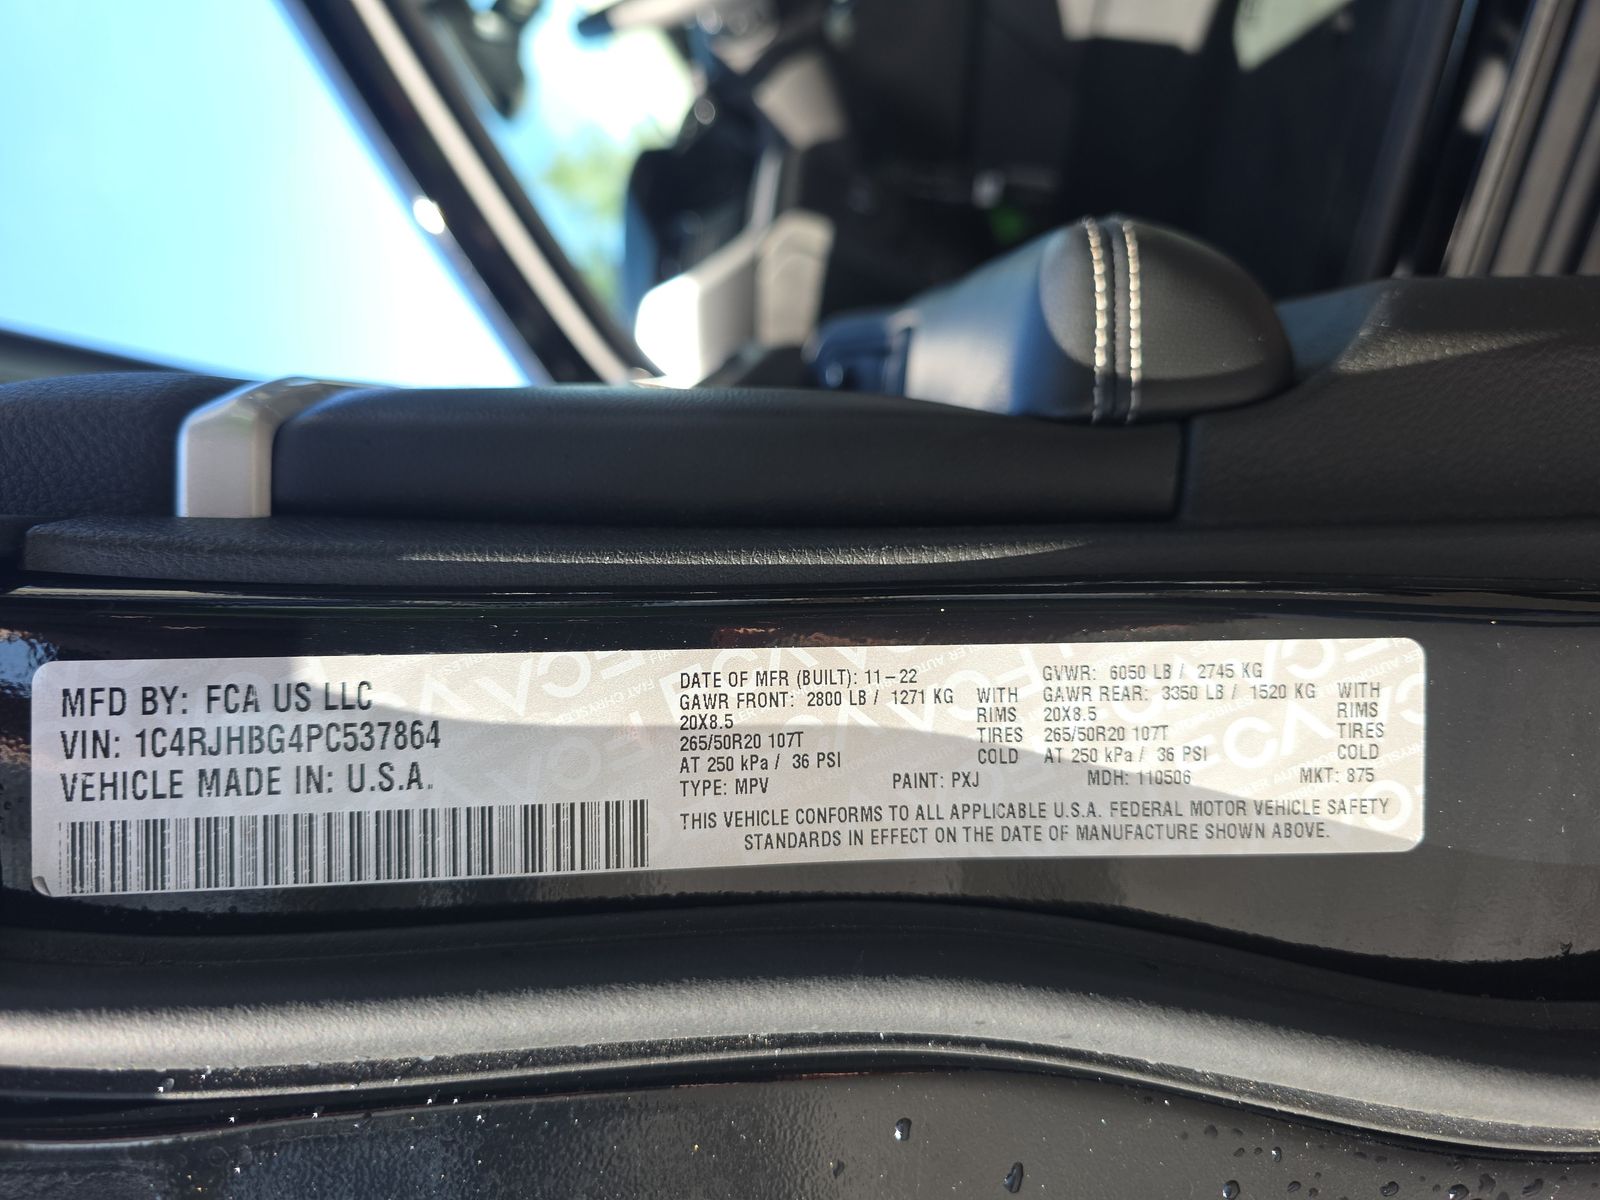 MFD BY: FCA US LLC
VIN: 1C4RJHBG4PC537864
VEHICLE MADE IN: U.S.A.
DATE OF MFR (BUILT): 11-22
GAWR FRONT: 2800 LB / 1271 KG WITH
20X8.5 RIMS
265/50R20 107T TIRES
AT 250 kPa / 36 PSI COLD
GVWR: 6050 LB / 2745 KG
GAWR REAR: 3350 LB / 1520 KG WITH
20X8.5 RIMS
265/50R20 107T TIRES
AT 250 kPa / 36 PSI COLD
TYPE: MPV PAINT: PXJ MDH: 110506 MKT: 875
THIS VEHICLE CONFORMS TO ALL APPLICABLE U.S.A. FEDERAL MOTOR VEHICLE SAFETY
STANDARDS IN EFFECT ON THE DATE OF MANUFACTURE SHOWN ABOVE.